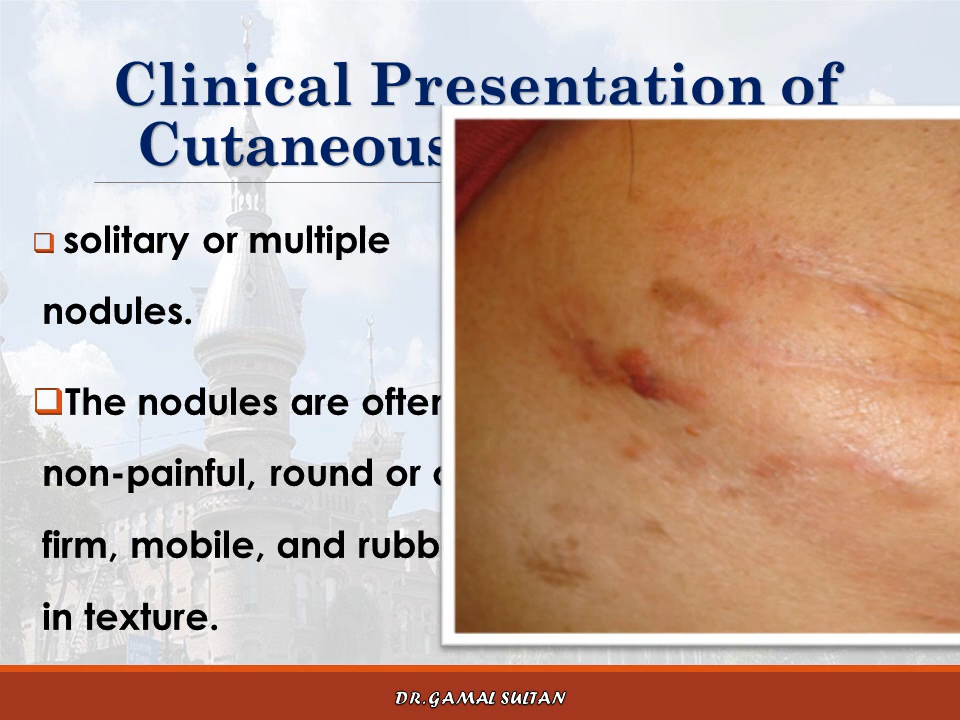 Clinical Presentation of
Cutaneous
solitary or multiple
nodules.
The nodules are often
non-painful, round or
firm, mobile, and
in texture.
DR.GAMAL SULTAN